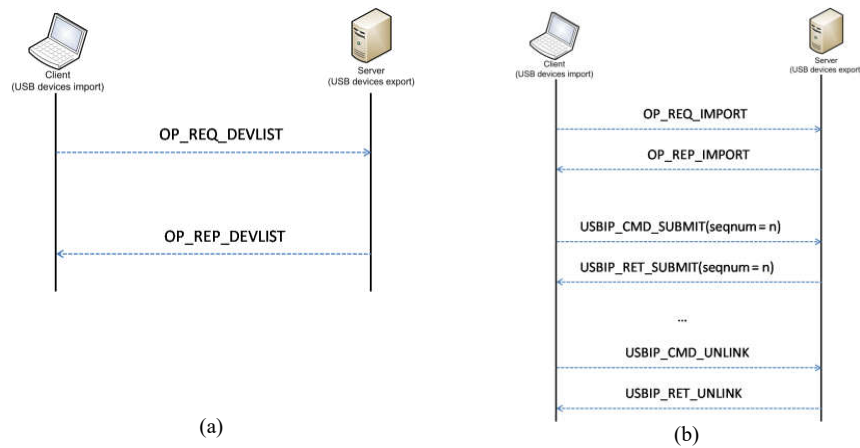 Client
(USB devices import)
Server
(USB devices export)
OP_REQ_DEVLIST
OP_REP_DEVLIST
(a)
Client
(USB devices import)
Server
(USB devices export)
OP_REQ_IMPORT
OP_REP_IMPORT
USBIP_CMD_SUBMIT(seqnum = n)
USBIP_RET_SUBMIT(seqnum = n)
...
USBIP_CMD_UNLINK
USBIP_RET_UNLINK
(b)